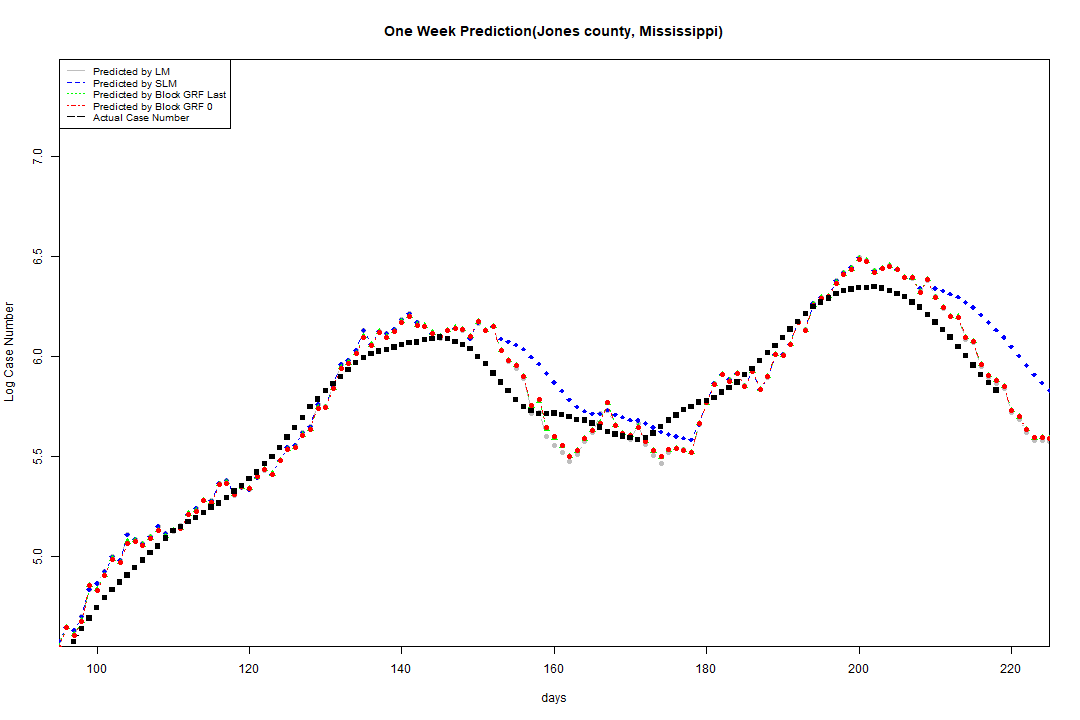 One Week Prediction(Jones county, Mississippi)
Predicted by LM
Predicted by SLM
Predicted by Block GRF Last
Predicted by Block GRF 0
Actual Case Number
7.0
6.5
6.0
5.5
5.0
Log Case Number
100 120 140 160 180 200 220
days